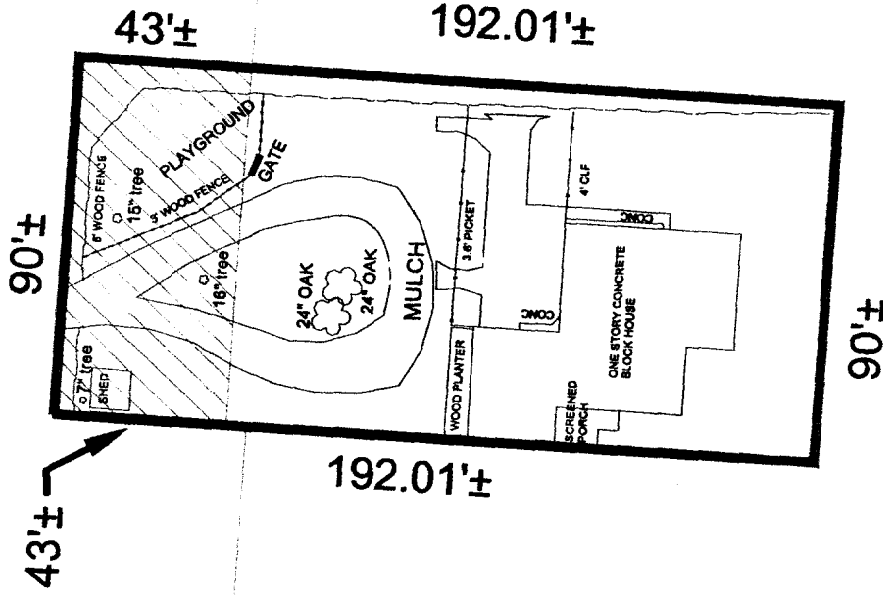 43'±
192.01'±
90'±
6' WOOD FENCE
15" tree
PLAYGROUND
3' WOOD FENCE
GATE
16" tree
24" OAK
24" OAK
MULCH
3.6' PICKET
4' CLF
CONC
CONC
7" tree
SHED
WOOD PLANTER
ONE STORY CONCRETE
BLOCK HOUSE
SCREENED
PORCH
90'±
192.01'±
43'±